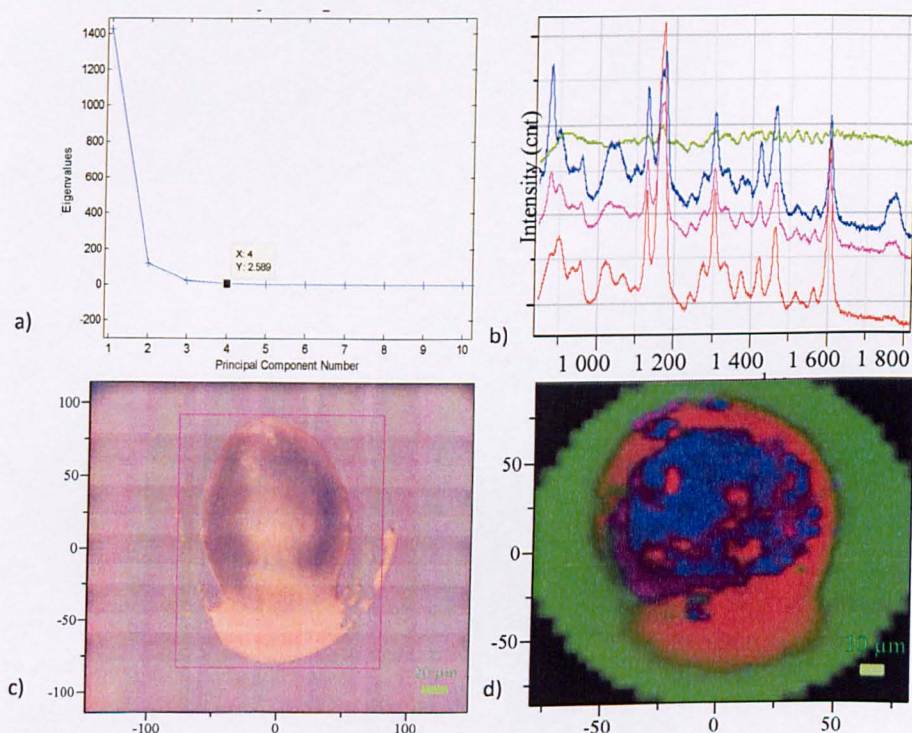 1400
1200
1000
800
600
400
200
0
-200
Eigenvalues
X: 4
Y: 2.589
1 2 3 4 5 6 7 8 9 10
Principal Component Number
a)
Intensity (cnt)
1 000 1 200 1 400 1 600 1 800
b)
100
50
0
-50
-100
20 µm
-100 0 100
c)
50
0
-50
10 µm
-50 0 50
d)